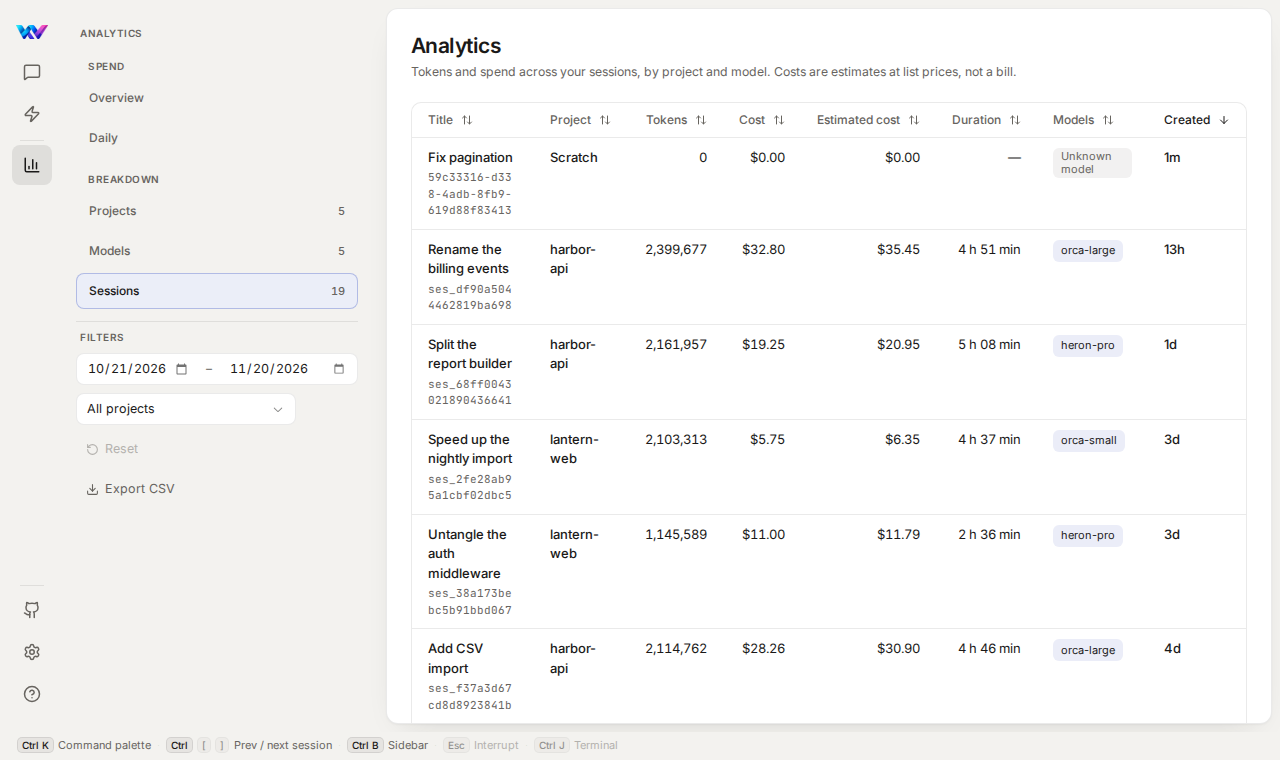 ANALYTICS
SPEND
Overview
Daily
BREAKDOWN
Projects 5
Models 5
Sessions 19
FILTERS
10/21/2026 – 11/20/2026
All projects
Reset
Export CSV
Analytics
Tokens and spend across your sessions, by project and model. Costs are estimates at list prices, not a bill.
Title Project Tokens Cost Estimated cost Duration Models Created
Fix pagination Scratch 0 $0.00 $0.00 — Unknown 1m
model
59c33316-d33
8-4adb-8fb9-
619d88f83413
Rename the harbor- 2,399,677 $32.80 $35.45 4 h 51 min orca-large 13h
billing events api
ses_df90a504
4462819ba698
Split the harbor- 2,161,957 $19.25 $20.95 5 h 08 min heron-pro 1d
report builder api
ses_68ff0043
021890436641
Speed up the lantern- 2,103,313 $5.75 $6.35 4 h 37 min orca-small 3d
nightly import web
ses_2fe28ab9
5a1cbf02dbc5
Untangle the lantern- 1,145,589 $11.00 $11.79 2 h 36 min heron-pro 3d
auth web
middleware
ses_38a173be
bc5b91bbd067
Add CSV harbor- 2,114,762 $28.26 $30.90 4 h 46 min orca-large 4d
import api
ses_f37a3d67
cd8d8923841b
Ctrl K Command palette Ctrl [ ] Prev / next session Ctrl B Sidebar Esc Interrupt Ctrl J Terminal